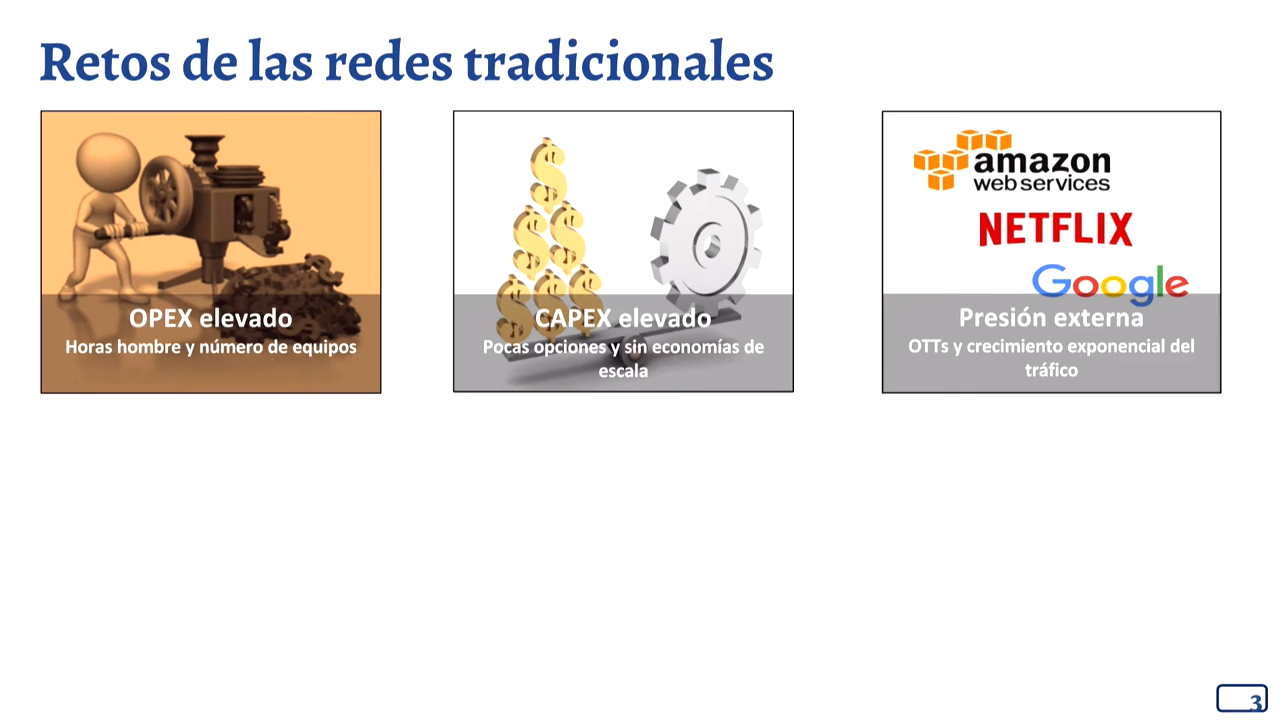 Retos de las redes tradicionales
OPEX elevado
Horas hombre y número de equipos
CAPEX elevado
Pocas opciones y sin economías de
escala
amazon
web services
NETFLIX
Google
Presión externa
OTTs y crecimiento exponencial del
tráfico
3